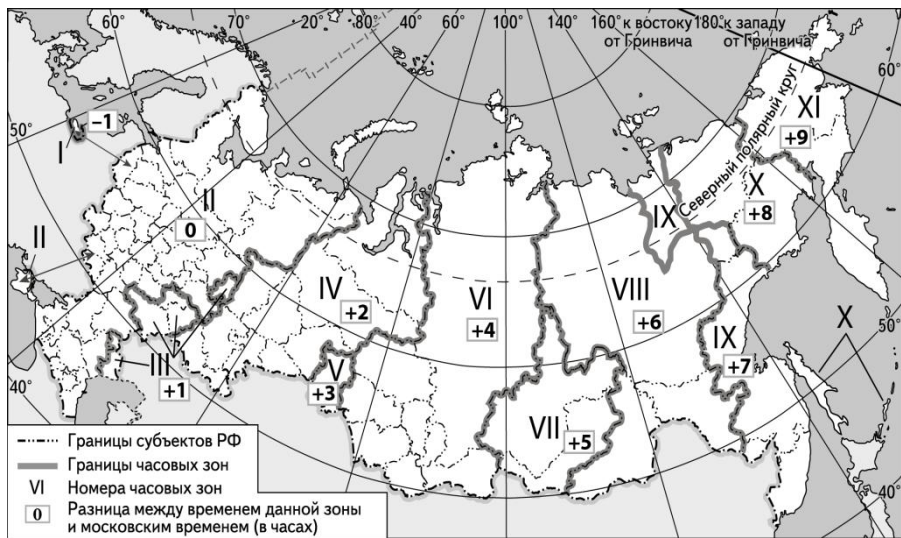 60° 70° 20° 40° 60° 80° 100° 140° 160° к востоку 180° к западу
от Гринвича от Гринвича
60°
50°
–1
I
XI
+9
Северный полярный круг
II
0
IX
X
+8
II
IV
+2
VI
+4
VIII
+6
X
50°
III
+1
V
+3
IX
+7
40°
VII
+5
40°
Границы субъектов РФ
Границы часовых зон
VI Номера часовых зон
0 Разница между временем данной зоны
и московским временем (в часах)